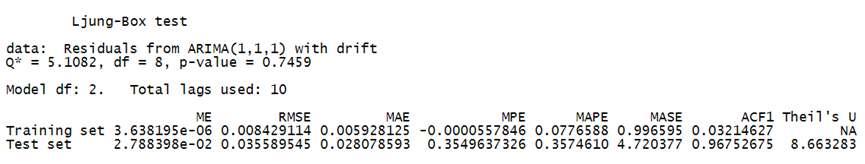 Ljung-Box test
data:  Residuals from ARIMA(1,1,1) with drift
Q* = 5.1082, df = 8, p-value = 0.7459
Model df: 2.   Total lags used: 10
ME RMSE MAE MPE MAPE MASE ACF1 Theil's U
Training set 3.638195e-06 0.008429114 0.005928125 -0.0000557846 0.0776588 0.996595 0.03214627 NA
Test set 2.788398e-02 0.035589545 0.028078593 0.3549637326 0.3574610 4.720377 0.96752675 8.663283